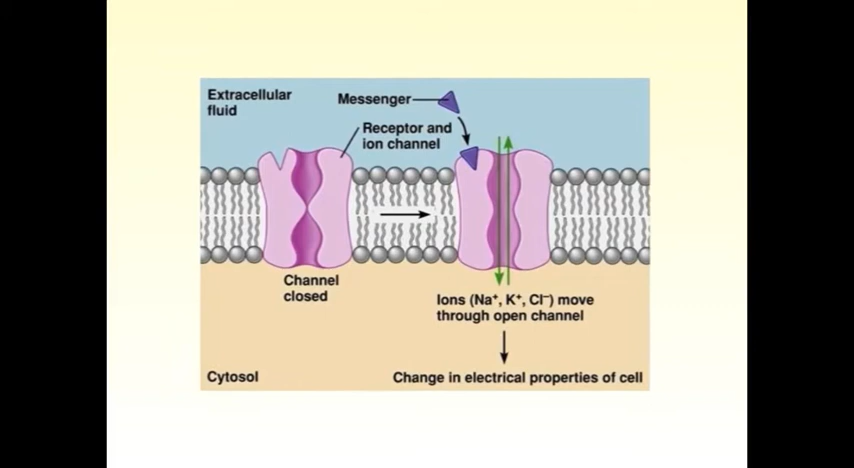 Extracellular
fluid
Messenger
Receptor and
ion channel
Channel
closed
Ions (Na⁺, K⁺, Cl⁻) move
through open channel
Cytosol
Change in electrical properties of cell